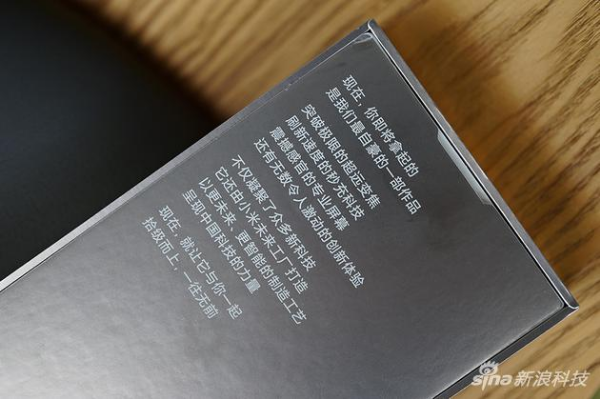 现在，你即将拿起的
是我们最自豪的一部作品
突破极限的超远变焦
刷新速度的秒充科技
震撼感官的专业屏幕
还有无数令人激动的创新体验
不仅凝聚了众多新科技
它还由小米未来工厂打造
以更未来、更智能的制造工艺
呈现中国科技的力量
现在，就让它与你一起
拾级而上，一往无前
sina新浪科技